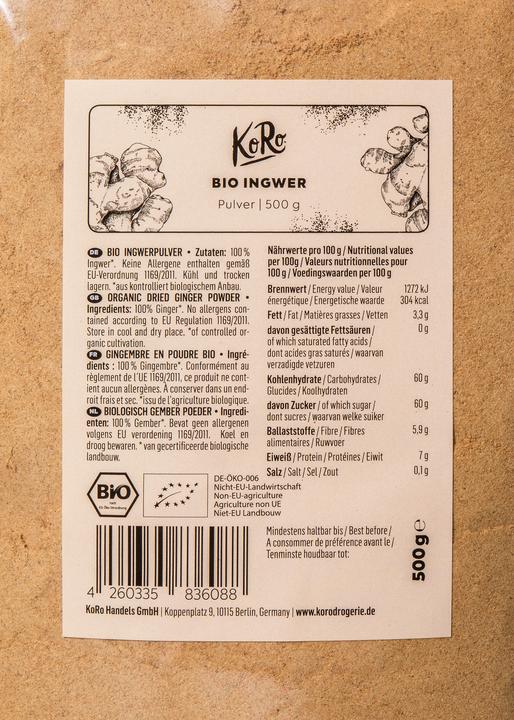 KoRo
BIO INGWER
Pulver | 500 g
DE BIO INGWERPULVER • Zutaten: 100 %
Ingwer*. Keine Allergene enthalten gemäß
EU-Verordnung 1169/2011. Kühl und trocken
lagern. *aus kontrolliert biologischem Anbau.
GB ORGANIC DRIED GINGER POWDER •
Ingredients: 100% Ginger*. No allergens con-
tained according to EU Regulation 1169/2011.
Store in cool and dry place. *of controlled or-
ganic cultivation.
FR GINGEMBRE EN POUDRE BIO • Ingré-
dients : 100 % Gingembre*. Conformément au
règlement de l'UE 1169/2011, ce produit ne cont-
ient aucun allergènes. À conserver dans un end-
roit frais et sec. *issu de l'agriculture biologique.
NL BIOLOGISCH GEMBER POEDER • Ingredi-
enten: 100 % Gember*. Bevat geen allergenen
volgens EU verordening 1169/2011. Koel en
droog bewaren. * van gecertificeerde biologische
landbouw.
Nährwerte pro 100 g / Nutritional values
per 100g / Valeurs nutritionnelles pour
100 g / Voedingswaarden per 100 g
Brennwert / Energy value / Valeur 1272 kJ
énergétique / Energetische waarde 304 kcal
Fett / Fat / Matières grasses / Vetten 3,3 g
davon gesättigte Fettsäuren / 0 g
of which saturated fatty acids /
dont acides gras saturés / waarvan
verzadigde vetzuren
Kohlenhydrate / Carbohydrates / 60 g
Glucides / Koolhydraten
davon Zucker / of which sugar / 60 g
dont sucres / waarvan welke suiker
Ballaststoffe / Fibre / Fibres 5,9 g
alimentaires / Ruwvoer
Eiweiß / Protein / Protéines / Eiwit 7 g
Salz / Salt / Sel / Zout 0,1 g
Bio
nach
EG-Öko-Verordnung
DE-ÖKO-006
Nicht-EU-Landwirtschaft
Non-EU-agriculture
Agriculture non UE
Niet-EU Landbouw
Mindestens haltbar bis / Best before /
A consommer de préférence avant le /
Tenminste houdbaar tot:
500g e
4 260335 836088
KoRo Handels GmbH | Koppenplatz 9, 10115 Berlin, Germany | www.korodrogerie.de